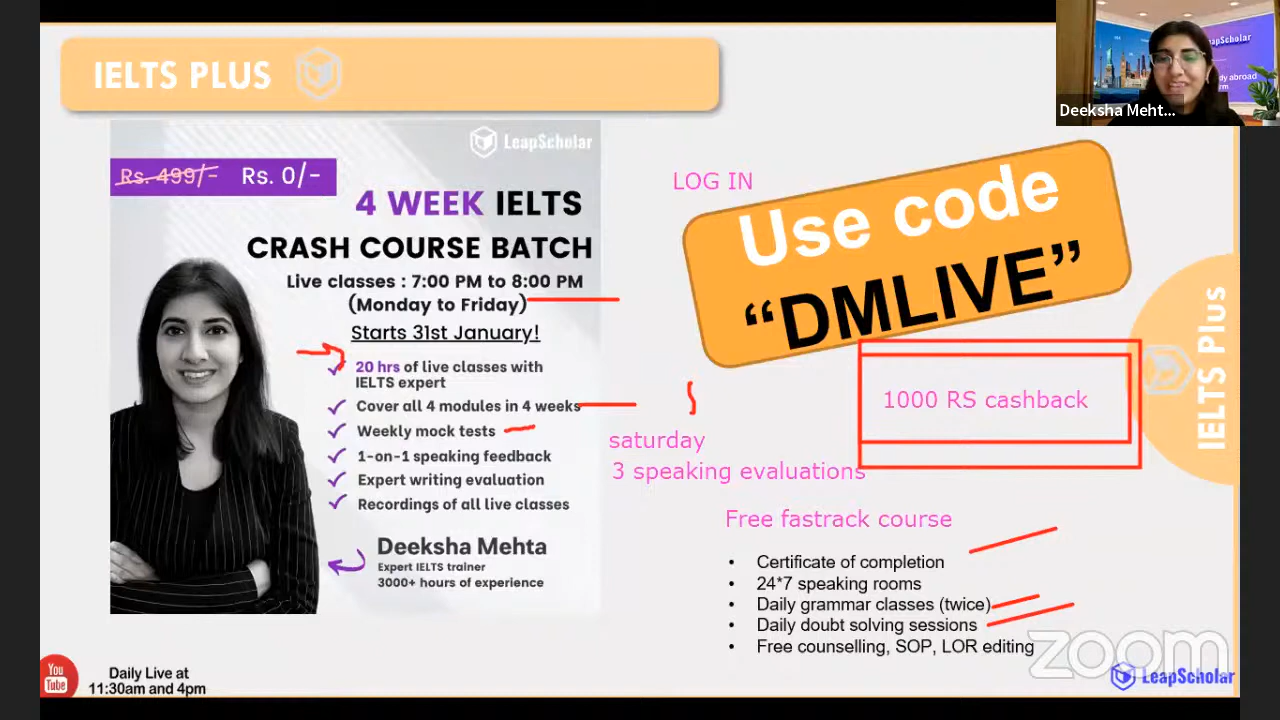 IELTS PLUS
LeapScholar
Rs. 499/- Rs. 0/-
4 WEEK IELTS
CRASH COURSE BATCH
Live classes : 7:00 PM to 8:00 PM
(Monday to Friday)
Starts 31st January!
20 hrs of live classes with
IELTS expert
Cover all 4 modules in 4 weeks
Weekly mock tests
1-on-1 speaking feedback
Expert writing evaluation
Recordings of all live classes
Deeksha Mehta
Expert IELTS trainer
3000+ hours of experience
You
Tube
Daily Live at
11:30am and 4pm
LOG IN
Use code
“DMLIVE”
1000 RS cashback
saturday
3 speaking evaluations
Free fastrack course
• Certificate of completion
• 24*7 speaking rooms
• Daily grammar classes (twice)
• Daily doubt solving sessions
• Free counselling, SOP, LOR editing
IELTS Plus
zoom
LeapScholar
Deeksha Meht...